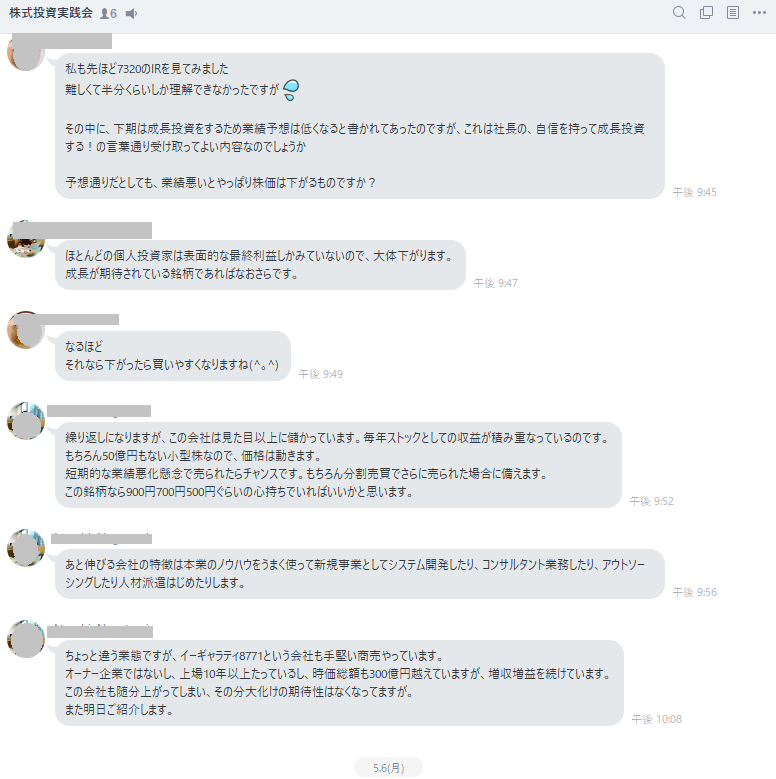 株式投資実践会 6
私も先ほど7320のIRを見てみました
難しくて半分くらいしか理解できなかったですが
その中に、下期は成長投資をするため業績予想は低くなると書かれてあったのですが、これは社長の、自信を持って成長投資
する！の言葉通り受け取ってよい内容なのでしょうか
予想通りだとしても、業績悪いとやっぱり株価は下がるものですか？
午後 9:45
ほとんどの個人投資家は表面的な最終利益しかみていないので、大体下がります。
成長が期待されている銘柄であればなおさらです。
午後 9:47
なるほど
それなら下がったら買いやすくなりますね(^。^)
午後 9:49
繰り返しになりますが、この会社は見た目以上に儲かっています。毎年ストックとしての収益が積み重なっているのです。
もちろん50億円もない小型株なので、価格は動きます。
短期的な業績悪化懸念で売られたらチャンスです。もちろん分割売買でさらに売られた場合に備えます。
この銘柄なら900円700円500円ぐらいの心持ちでいればいいかと思います。
午後 9:52
あと伸びる会社の特徴は本業のノウハウをうまく使って新規事業としてシステム開発したり、コンサルタント業務したり、アウトソー
シングしたり人材派遣はじめたりします。
午後 9:56
ちょっと違う業態ですが、イーギャラティ8771という会社も手堅い商売やっています。
オーナー企業ではないし、上場10年以上たっているし、時価総額も300億円越えていますが、増収増益を続けています。
この会社も随分上がってしまい、その分大化けの期待性はなくなってますが。
また明日ご紹介します。
午後 10:08
5.6(月)